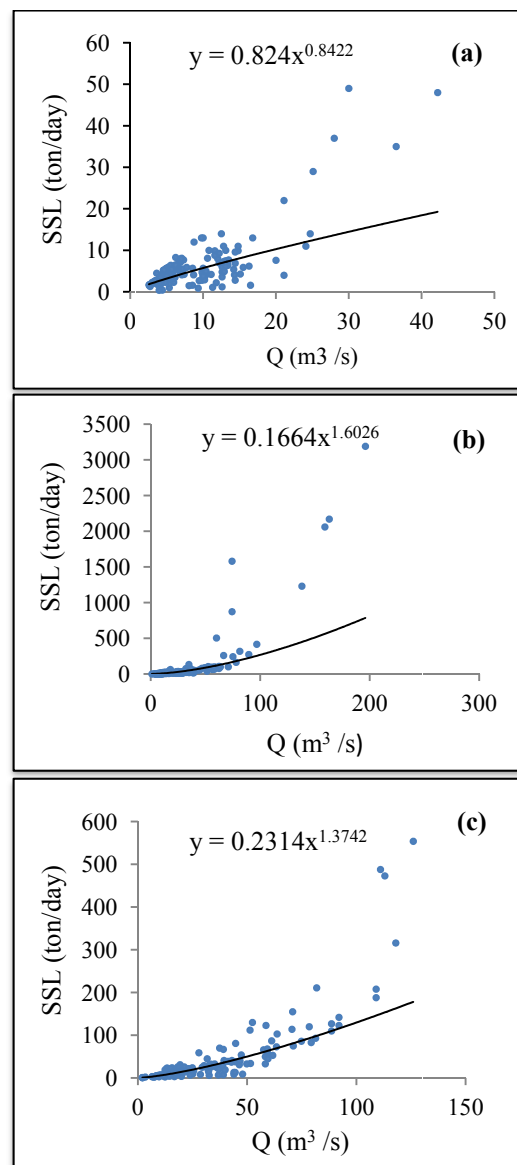 (a)
y = 0.824x^0.8422
60
50
40
30
20
10
0
SSL (ton/day)
0 10 20 30 40 50
Q (m3 /s)
(b)
y = 0.1664x^1.6026
3500
3000
2500
2000
1500
1000
500
0
SSL (ton/day)
0 100 200 300
Q (m³ /s)
(c)
y = 0.2314x^1.3742
600
500
400
300
200
100
0
SSL (ton/day)
0 50 100 150
Q (m³ /s)